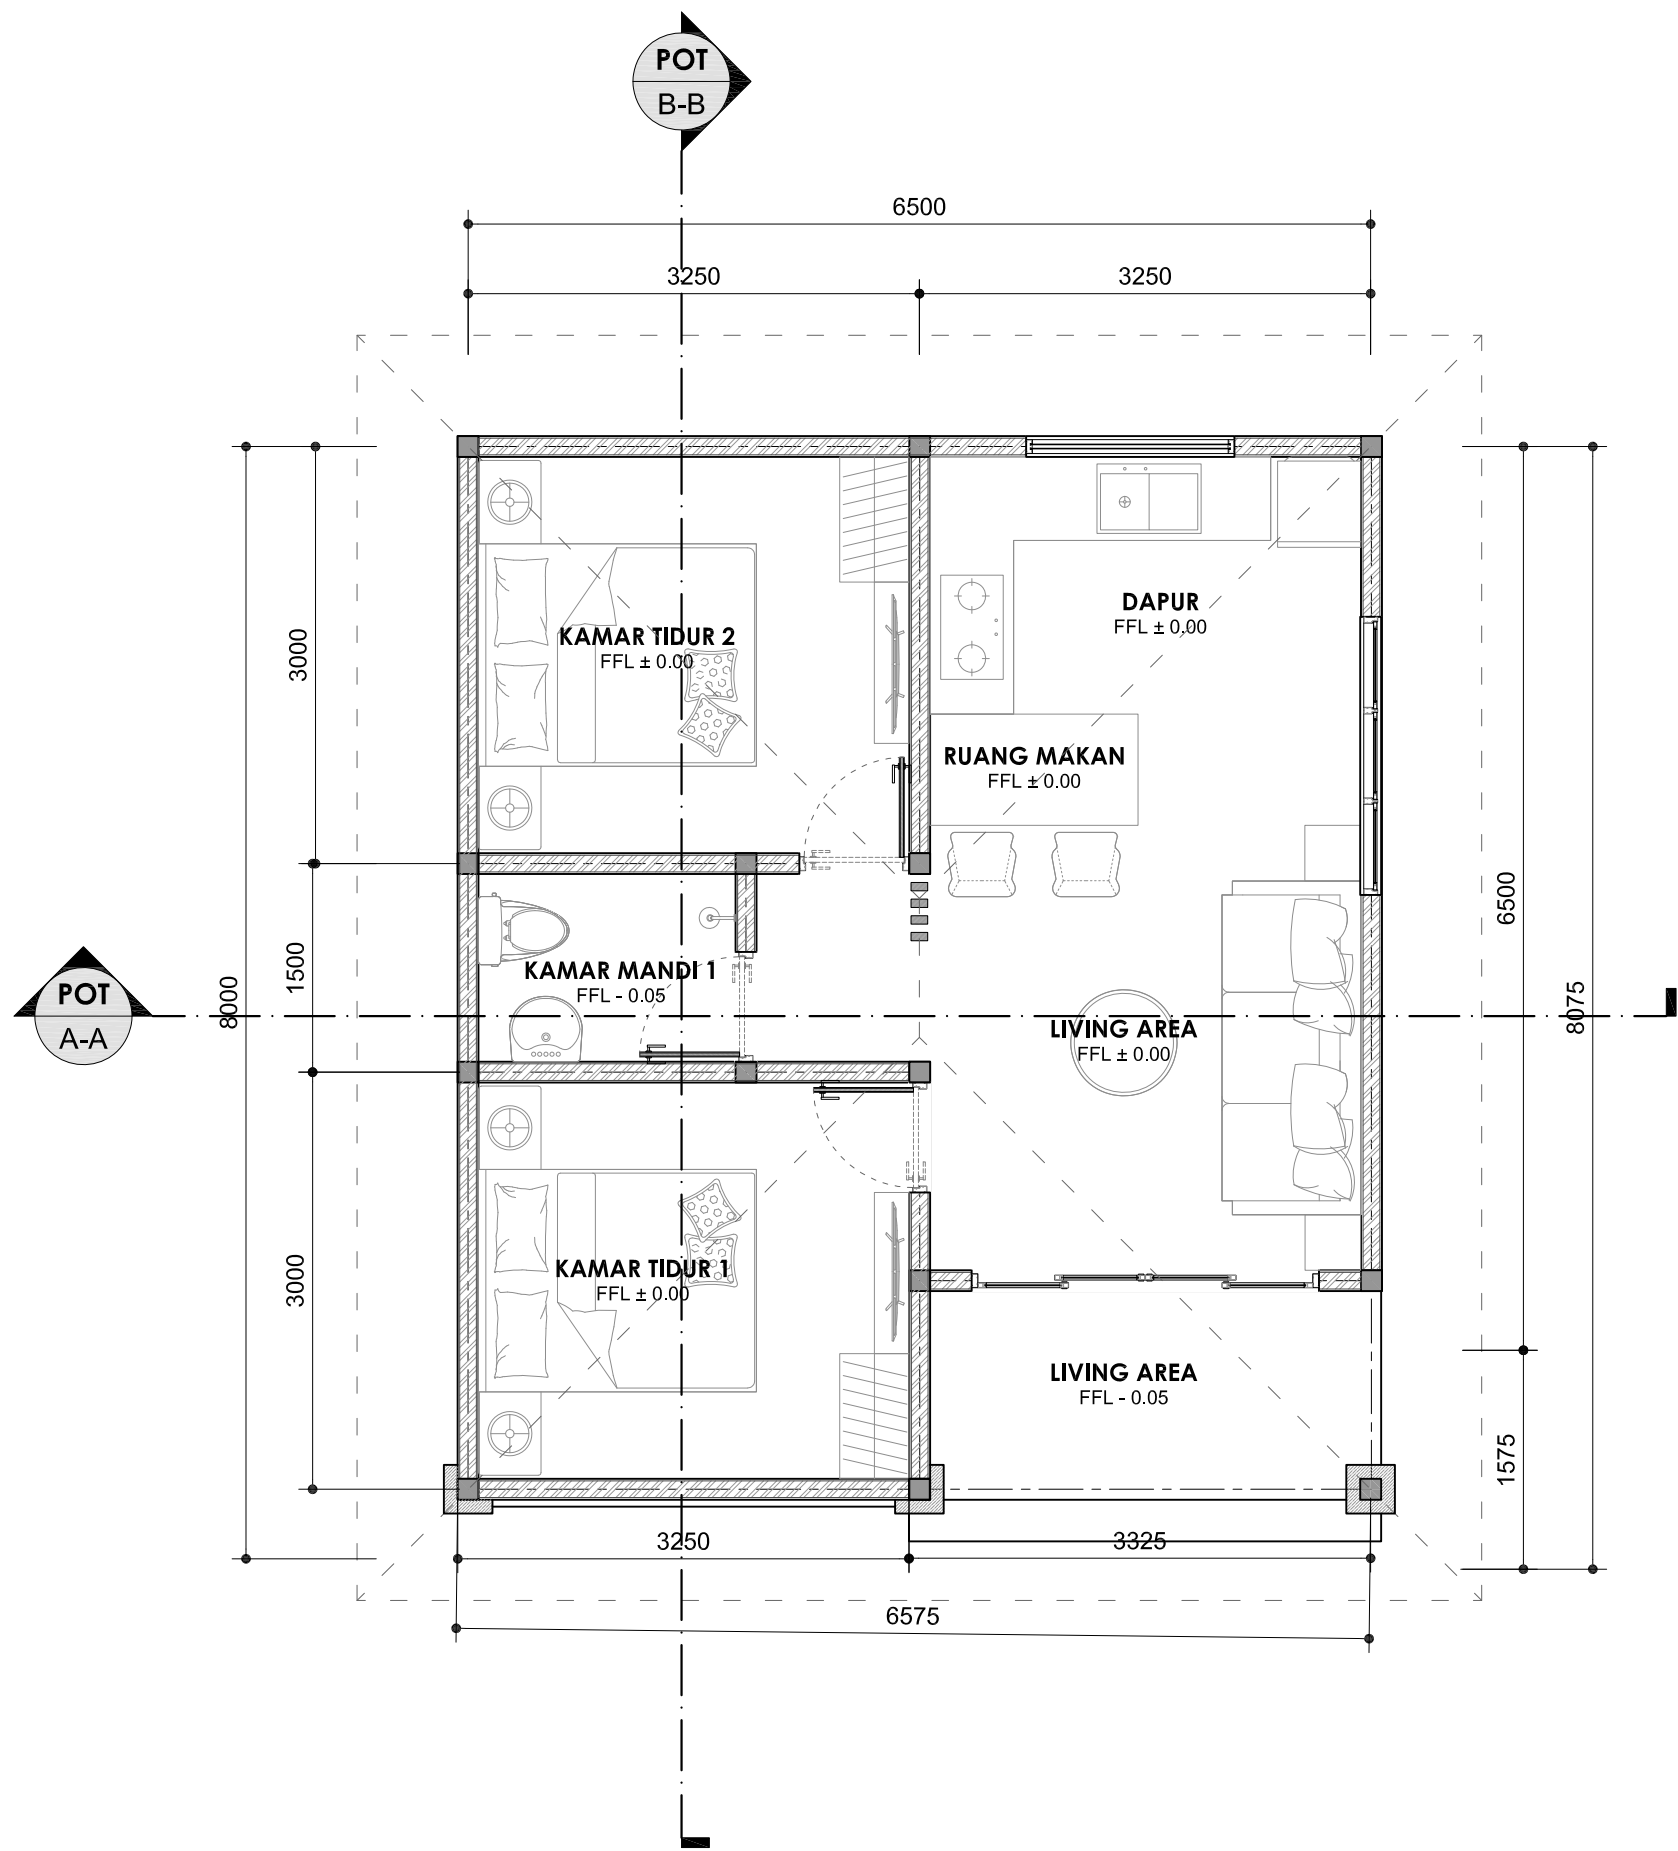 POT
B-B
6500
3250
3250
KAMAR TIDUR 2
FFL ± 0.00
DAPUR
FFL ± 0.00
3000
RUANG MAKAN
FFL ± 0.00
6500
1500
KAMAR MANDI 1
FFL - 0.05
8000
POT
A-A
LIVING AREA
FFL ± 0.00
8075
3000
KAMAR TIDUR 1
FFL ± 0.00
LIVING AREA
FFL - 0.05
1575
3250
3325
6575